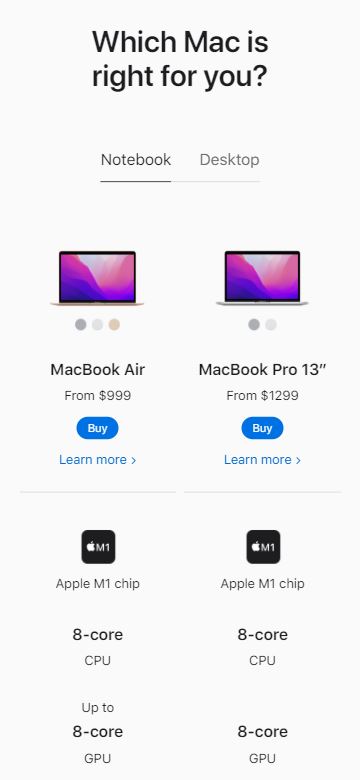 Which Mac is
right for you?
Notebook Desktop
MacBook Air
From $999
Buy
Learn more >
MacBook Pro 13″
From $1299
Buy
Learn more >
M1
Apple M1 chip
M1
Apple M1 chip
8-core
CPU
8-core
CPU
Up to
8-core
GPU
8-core
GPU